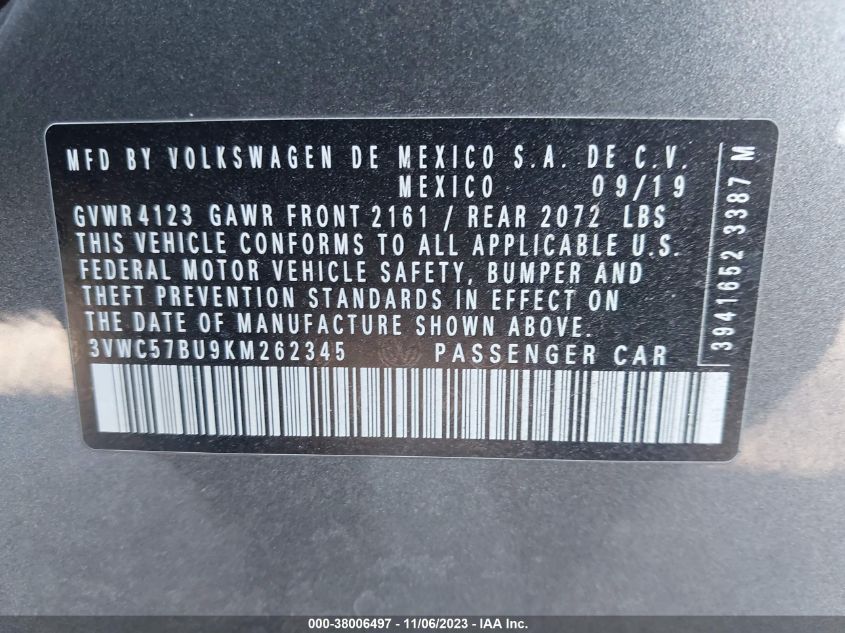 MFD BY VOLKSWAGEN DE MEXICO S.A. DE C.V.
MEXICO 09/19
GVWR 4123 GAWR FRONT 2161 / REAR 2072 LBS
THIS VEHICLE CONFORMS TO ALL APPLICABLE U.S.
FEDERAL MOTOR VEHICLE SAFETY, BUMPER AND
THEFT PREVENTION STANDARDS IN EFFECT ON
THE DATE OF MANUFACTURE SHOWN ABOVE.
3VWC57BU9KM262345 PASSENGER CAR
3941652 3387 M
000-38006497 - 11/06/2023 - IAA Inc.